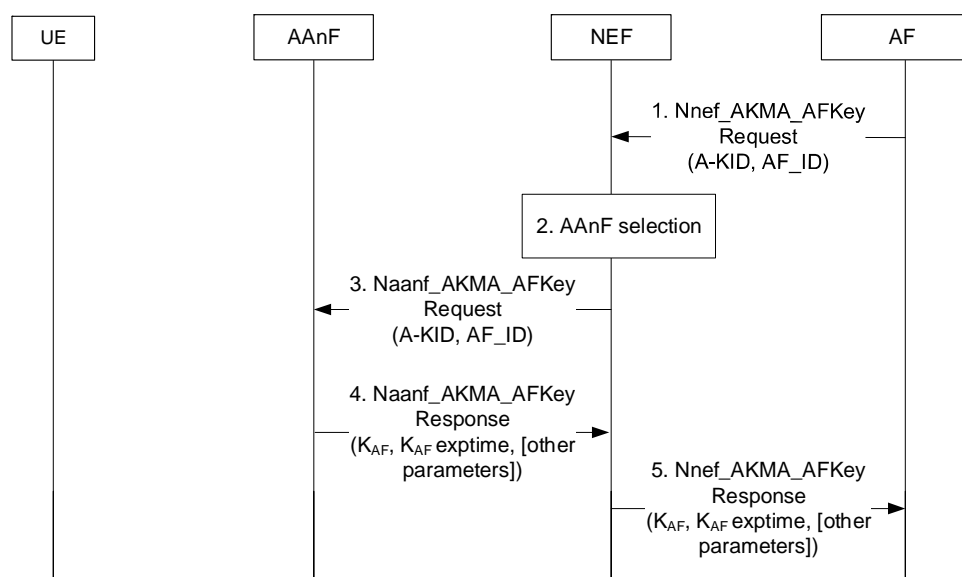 UE
AAnF
NEF
AF
1. Nnef_AKMA_AFKey
Request
(A-KID, AF_ID)
2. AAnF selection
3. Naanf_AKMA_AFKey
Request
(A-KID, AF_ID)
4. Naanf_AKMA_AFKey
Response
(KAF, KAF exptime, [other
parameters])
5. Nnef_AKMA_AFKey
Response
(KAF, KAF exptime, [other
parameters])